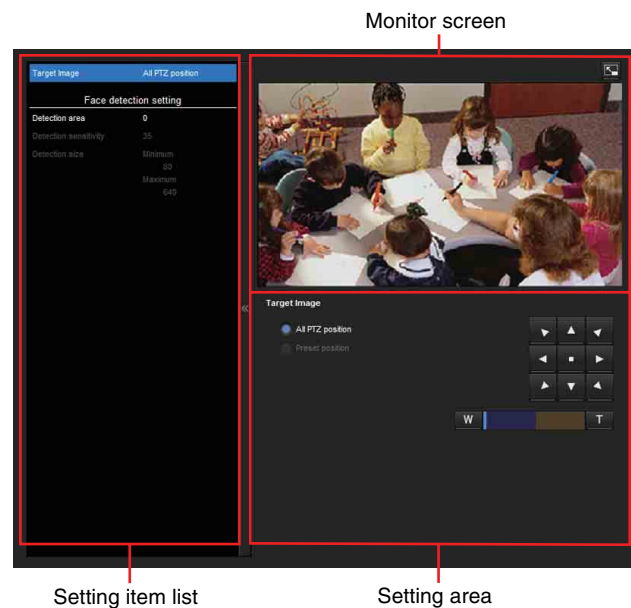 Monitor screen
Target Image All PTZ position
Face detection setting
Detection area 0
Detection sensitivity 35
Detection size Minimum
80
Maximum
640
«
Target Image
All PTZ position
Preset position
W T
Setting item list
Setting area